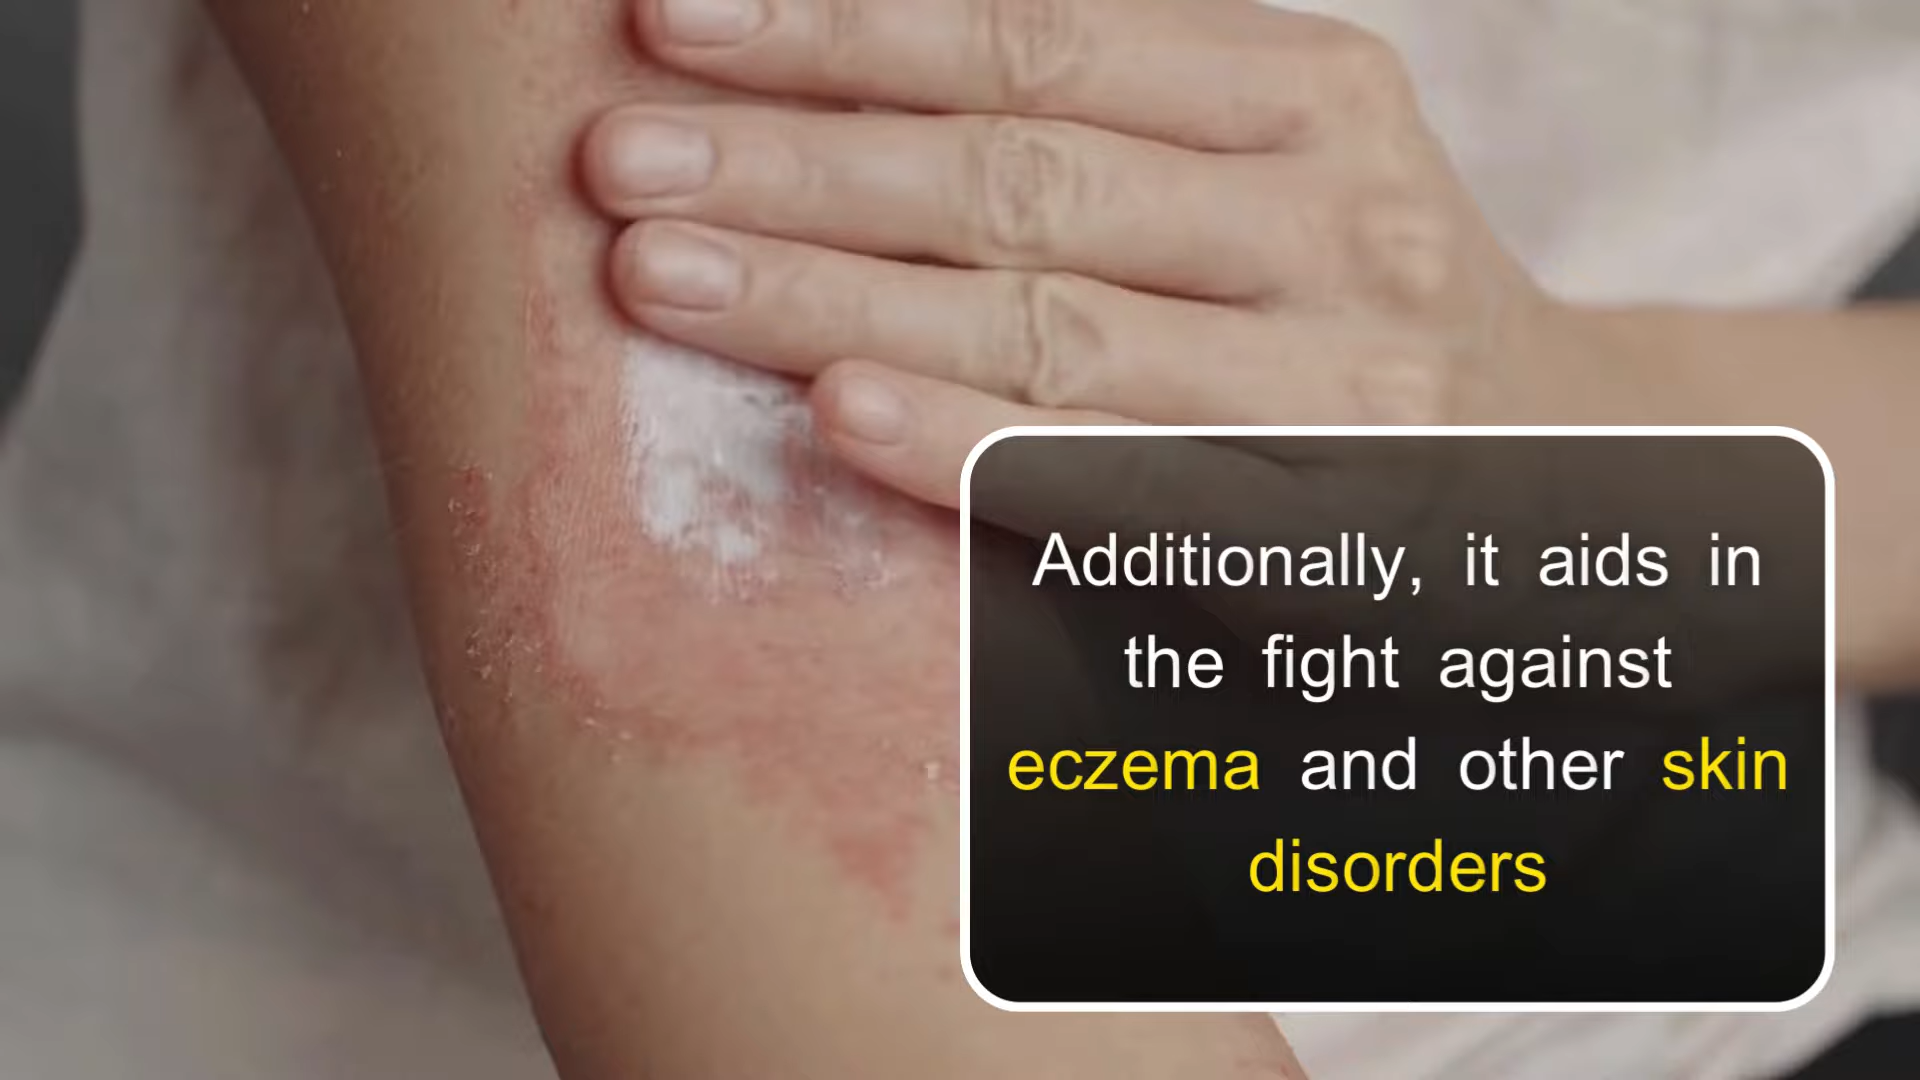 Additionally, it aids in
the fight against
eczema and other skin
disorders